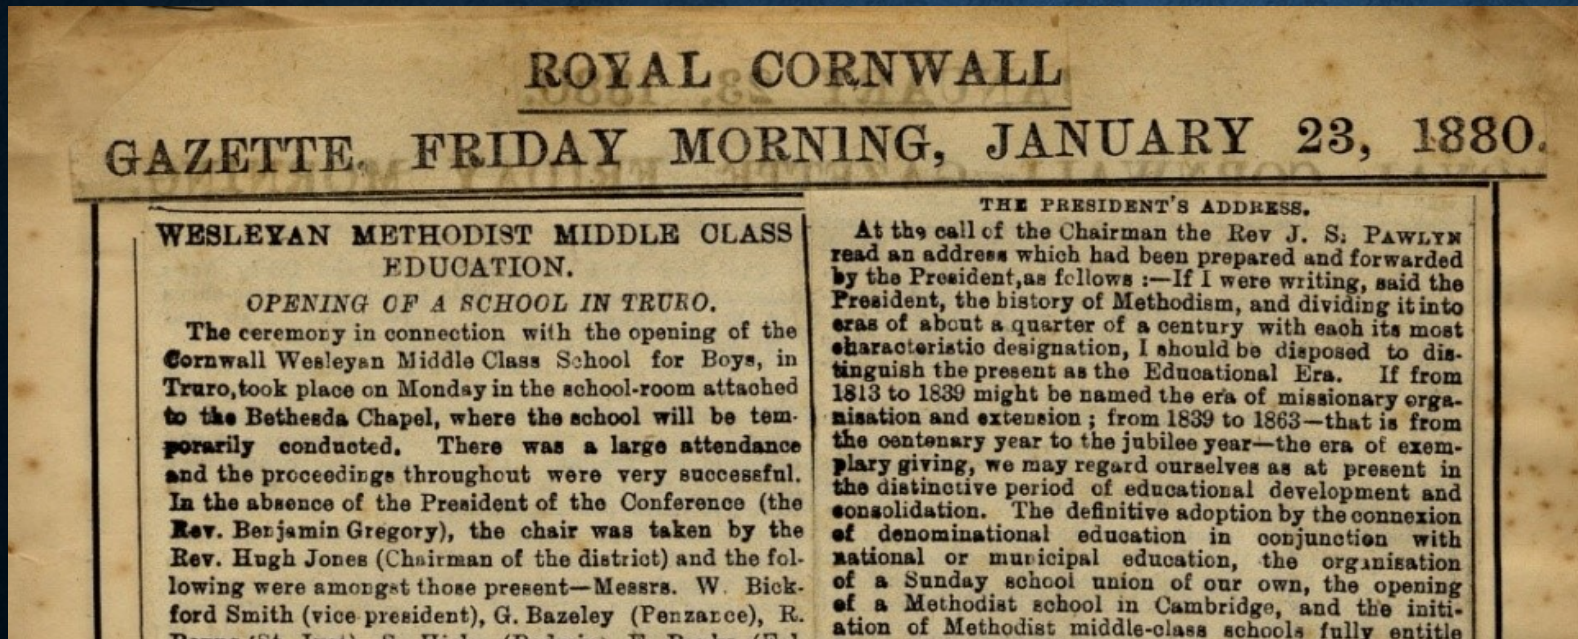 ROYAL CORNWALL
GAZETTE, FRIDAY MORNING, JANUARY 23, 1880.
WESLEYAN METHODIST MIDDLE CLASS
EDUCATION.
OPENING OF A SCHOOL IN TRURO.
The ceremony in connection with the opening of the
Cornwall Wesleyan Middle Class School for Boys, in
Truro, took place on Monday in the school-room attached
to the Bethesda Chapel, where the school will be tem-
porarily conducted. There was a large attendance
and the proceedings throughout were very successful.
In the absence of the President of the Conference (the
Rev. Benjamin Gregory), the chair was taken by the
Rev. Hugh Jones (Chairman of the district) and the fol-
lowing were amongst those present—Messrs. W. Bick-
ford Smith (vice president), G. Bazeley (Penzance), R.
THE PRESIDENT'S ADDRESS.
At the call of the Chairman the Rev J. S. PAWLYN
read an address which had been prepared and forwarded
by the President, as follows :—If I were writing, said the
President, the history of Methodism, and dividing it into
eras of about a quarter of a century with each its most
characteristic designation, I should be disposed to dis-
tinguish the present as the Educational Era. If from
1813 to 1839 might be named the era of missionary orga-
nisation and extension ; from 1839 to 1863—that is from
the centenary year to the jubilee year—the era of exem-
plary giving, we may regard ourselves as at present in
the distinctive period of educational development and
consolidation. The definitive adoption by the connexion
of denominational education in conjunction with
national or municipal education, the organisation
of a Sunday school union of our own, the opening
of a Methodist school in Cambridge, and the initi-
ation of Methodist middle-class schools fully entitle